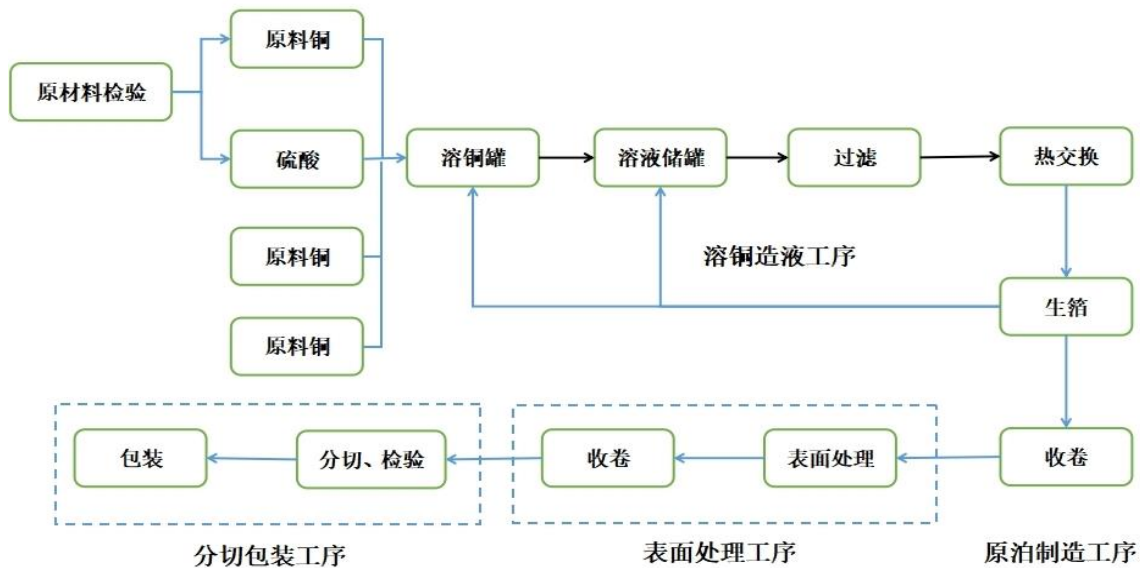 原料铜
原材料检验
硫酸
溶铜罐
溶液储罐
过滤
热交换
原料铜
溶铜造液工序
生箔
原料铜
包装
分切、检验
收卷
表面处理
收卷
分切包装工序
表面处理工序
原泊制造工序